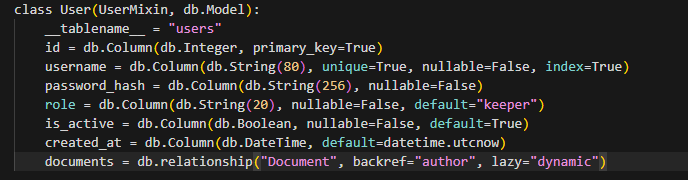 class User(UserMixin, db.Model):
    __tablename__ = "users"
    id = db.Column(db.Integer, primary_key=True)
    username = db.Column(db.String(80), unique=True, nullable=False, index=True)
    password_hash = db.Column(db.String(256), nullable=False)
    role = db.Column(db.String(20), nullable=False, default="keeper")
    is_active = db.Column(db.Boolean, nullable=False, default=True)
    created_at = db.Column(db.DateTime, default=datetime.utcnow)
    documents = db.relationship("Document", backref="author", lazy="dynamic")